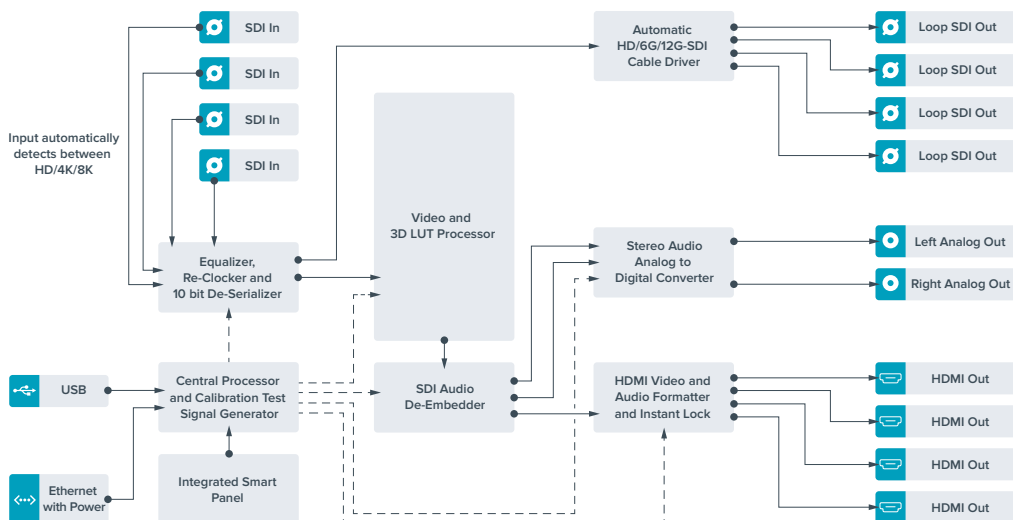 SDI In
SDI In
SDI In
SDI In
Input automatically
detects between
HD/4K/8K
Equalizer,
Re-Clocker and
10 bit De-Serializer
Video and
3D LUT Processor
Automatic
HD/6G/12G-SDI
Cable Driver
Loop SDI Out
Loop SDI Out
Loop SDI Out
Loop SDI Out
Stereo Audio
Analog to
Digital Converter
Left Analog Out
Right Analog Out
USB
Central Processor
and Calibration Test
Signal Generator
SDI Audio
De-Embedder
HDMI Video and
Audio Formatter
and Instant Lock
HDMI Out
HDMI Out
HDMI Out
HDMI Out
Ethernet
with Power
Integrated Smart
Panel